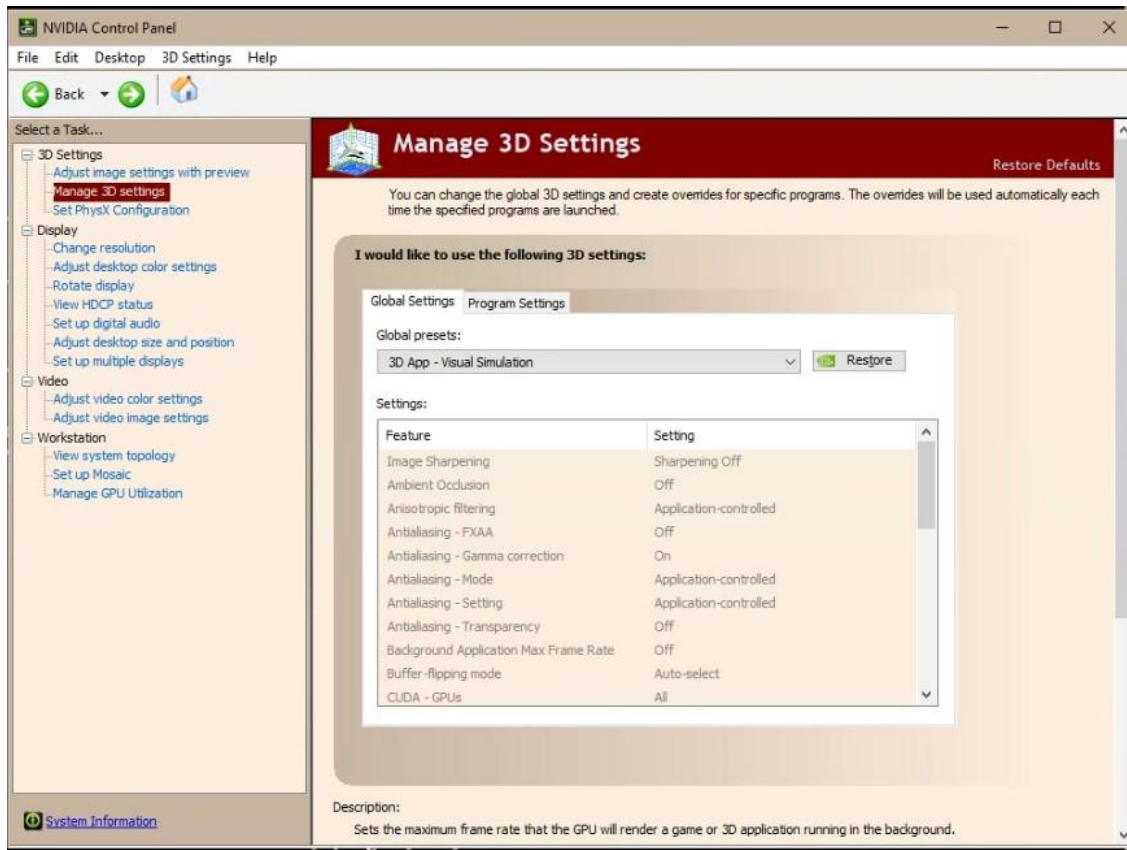 NVIDIA Control Panel
File Edit Desktop 3D Settings Help
Back
Select a Task...
3D Settings
Adjust image settings with preview
Manage 3D settings
Set PhysX Configuration
Display
Change resolution
Adjust desktop color settings
Rotate display
View HDCP status
Set up digital audio
Adjust desktop size and position
Set up multiple displays
Video
Adjust video color settings
Adjust video image settings
Workstation
View system topology
Set up Mosaic
Manage GPU Utilization
System Information
Manage 3D Settings
Restore Defaults
You can change the global 3D settings and create overrides for specific programs. The overrides will be used automatically each
time the specified programs are launched.
I would like to use the following 3D settings:
Global Settings Program Settings
Global presets:
3D App - Visual Simulation Restore
Settings:
Feature Setting
Image Sharpening Sharpening Off
Ambient Occlusion Off
Anisotropic filtering Application-controlled
Antialiasing - FXAA Off
Antialiasing - Gamma correction On
Antialiasing - Mode Application-controlled
Antialiasing - Setting Application-controlled
Antialiasing - Transparency Off
Background Application Max Frame Rate Off
Buffer-flipping mode Auto-select
CUDA - GPUs All
Description:
Sets the maximum frame rate that the GPU will render a game or 3D application running in the background.